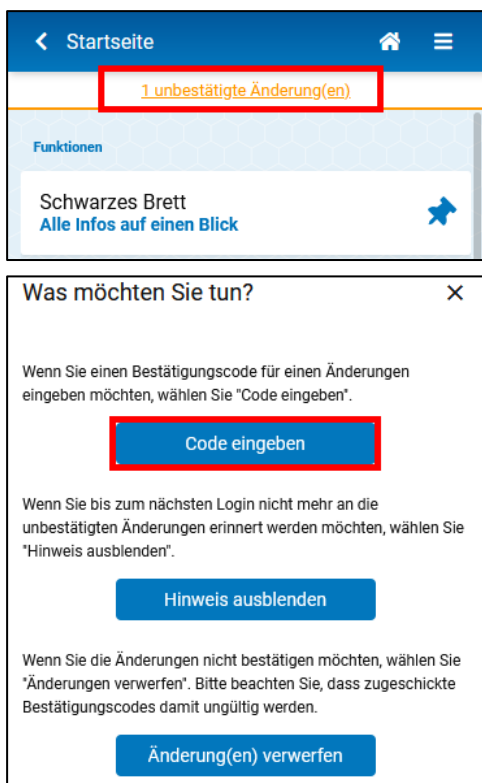 Startseite
1 unbestätigte Änderung(en)
Funktionen
Schwarzes Brett
Alle Infos auf einen Blick
Was möchten Sie tun?
Wenn Sie einen Bestätigungscode für einen Änderungen
eingeben möchten, wählen Sie "Code eingeben".
Code eingeben
Wenn Sie bis zum nächsten Login nicht mehr an die
unbestätigten Änderungen erinnert werden möchten, wählen Sie
"Hinweis ausblenden".
Hinweis ausblenden
Wenn Sie die Änderungen nicht bestätigen möchten, wählen Sie
"Änderungen verwerfen". Bitte beachten Sie, dass zugeschickte
Bestätigungscodes damit ungültig werden.
Änderung(en) verwerfen